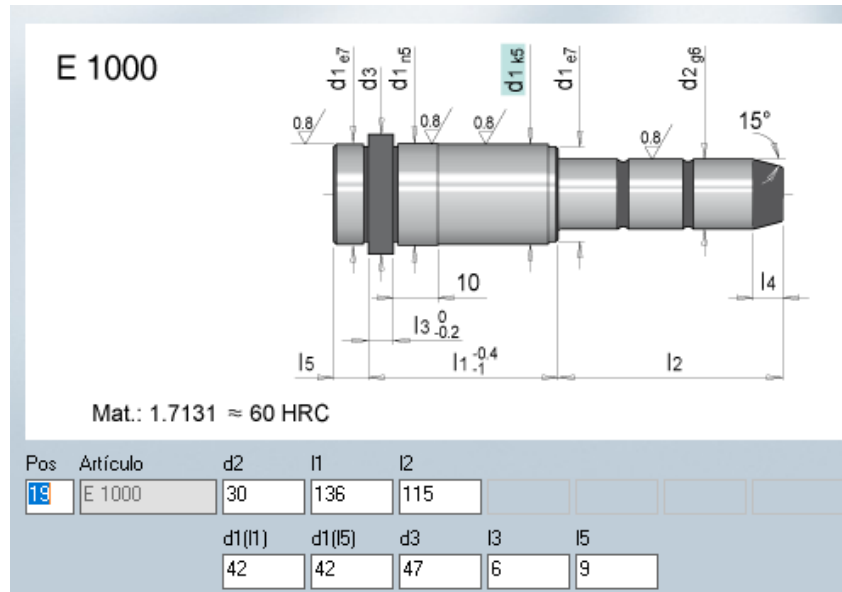 E 1000
d1 e7
d3
d1 n5
d1 k5
d1 e7
d2 g6
0.8
0.8
0.8
0.8
15°
10
l4
l3 0 -0.2
l5
l1 -0.4 -1
l2
Mat.: 1.7131 ≈ 60 HRC
Pos Artículo d2 l1 l2
19 E 1000 30 136 115
d1(l1) d1(l5) d3 l3 l5
42 42 47 6 9